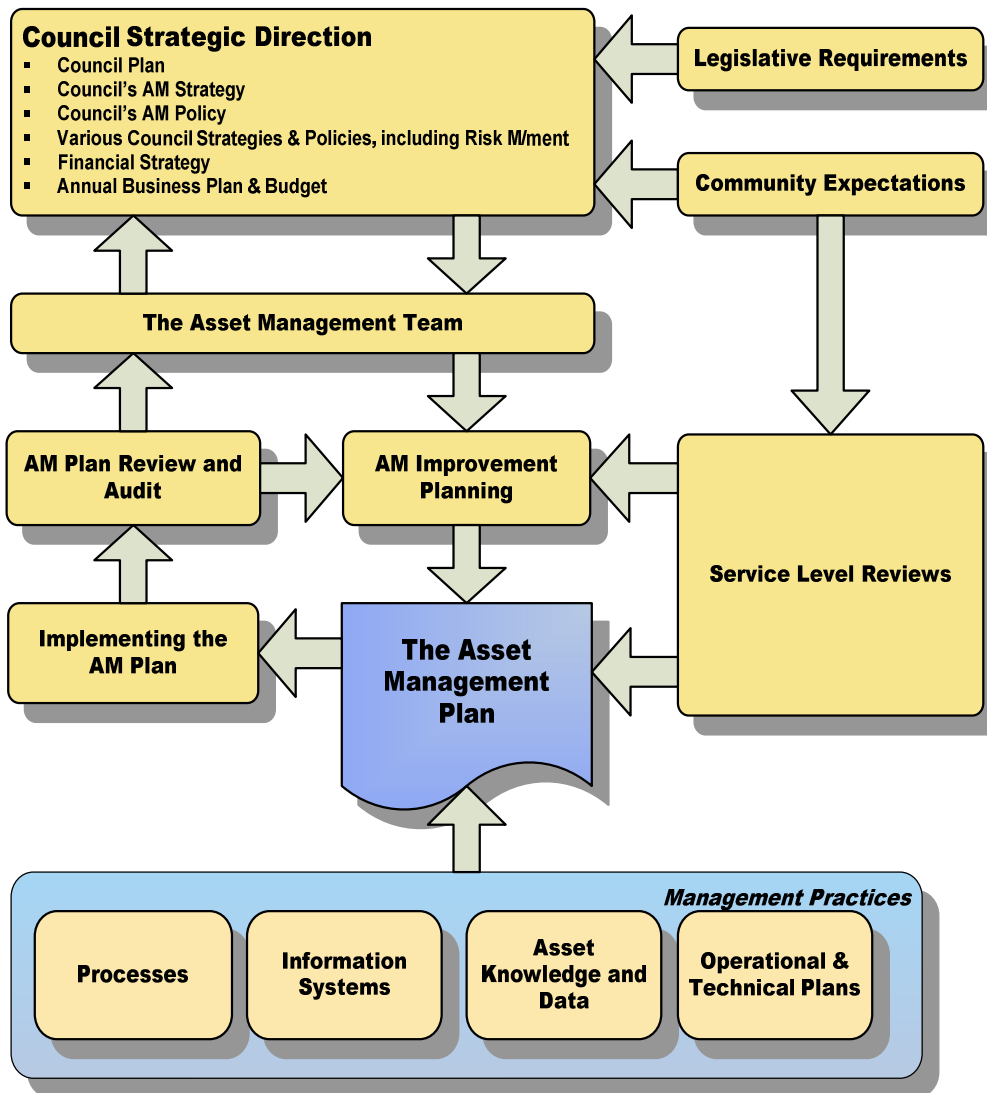 Council Strategic Direction
▪ Council Plan
▪ Council's AM Strategy
▪ Council's AM Policy
▪ Various Council Strategies & Policies, including Risk M/ment
▪ Financial Strategy
▪ Annual Business Plan & Budget
Legislative Requirements
Community Expectations
The Asset Management Team
AM Plan Review and
Audit
AM Improvement
Planning
Service Level Reviews
Implementing the
AM Plan
The Asset
Management
Plan
Management Practices
Processes
Information
Systems
Asset
Knowledge and
Data
Operational &
Technical Plans